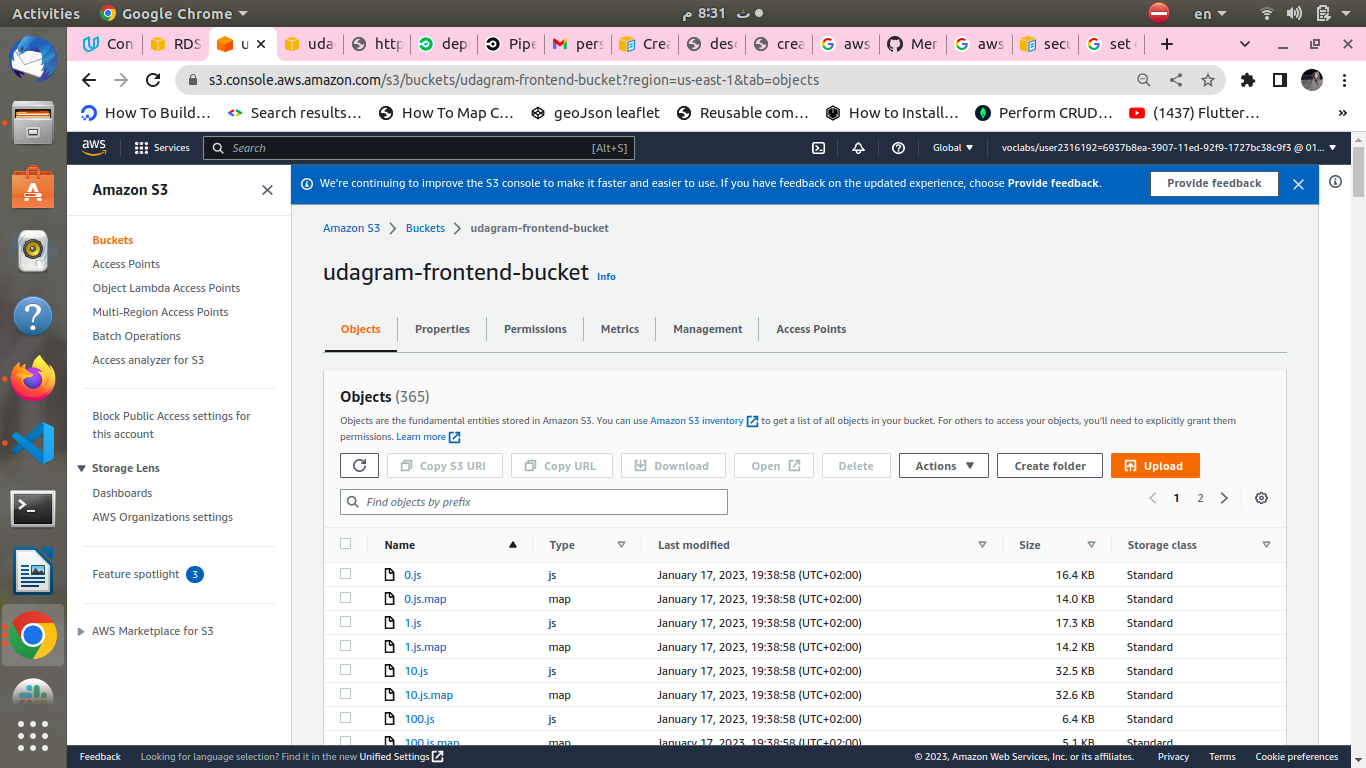 Activities
Google Chrome
8:31 م ث
en
Con
RDS
u
uda
http
dep
Pipe
pers
Crea
desc
crea
aws
Mer
aws
secu
set
s3.console.aws.amazon.com/s3/buckets/udagram-frontend-bucket?region=us-east-1&tab=objects
How To Build…
Search results…
How To Map C…
geoJson leaflet
Reusable com…
How to Install…
Perform CRUD…
(1437) Flutter…
»
aws
Services
Search
[Alt+S]
Global
voclabs/user2316192=6937b8ea-3907-11ed-92f9-1727bc38c9f3 @ 01…
Amazon S3
We're continuing to improve the S3 console to make it faster and easier to use. If you have feedback on the updated experience, choose Provide feedback.
Provide feedback
Buckets
Access Points
Object Lambda Access Points
Multi-Region Access Points
Batch Operations
Access analyzer for S3
Block Public Access settings for
this account
Storage Lens
Dashboards
AWS Organizations settings
Feature spotlight 3
AWS Marketplace for S3
Amazon S3 > Buckets > udagram-frontend-bucket
udagram-frontend-bucket Info
Objects Properties Permissions Metrics Management Access Points
Objects (365)
Objects are the fundamental entities stored in Amazon S3. You can use Amazon S3 inventory to get a list of all objects in your bucket. For others to access your objects, you'll need to explicitly grant them
permissions. Learn more
Copy S3 URI Copy URL Download Open Delete Actions Create folder Upload
Find objects by prefix
1 2
Name Type Last modified Size Storage class
0.js js January 17, 2023, 19:38:58 (UTC+02:00) 16.4 KB Standard
0.js.map map January 17, 2023, 19:38:58 (UTC+02:00) 14.0 KB Standard
1.js js January 17, 2023, 19:38:58 (UTC+02:00) 17.3 KB Standard
1.js.map map January 17, 2023, 19:38:58 (UTC+02:00) 14.2 KB Standard
10.js js January 17, 2023, 19:38:58 (UTC+02:00) 32.5 KB Standard
10.js.map map January 17, 2023, 19:38:58 (UTC+02:00) 32.6 KB Standard
100.js js January 17, 2023, 19:38:58 (UTC+02:00) 6.4 KB Standard
100.js.map map January 17, 2023, 19:38:58 (UTC+02:00) 5.1 KB Standard
Feedback Looking for language selection? Find it in the new Unified Settings
© 2023, Amazon Web Services, Inc. or its affiliates. Privacy Terms Cookie preferences